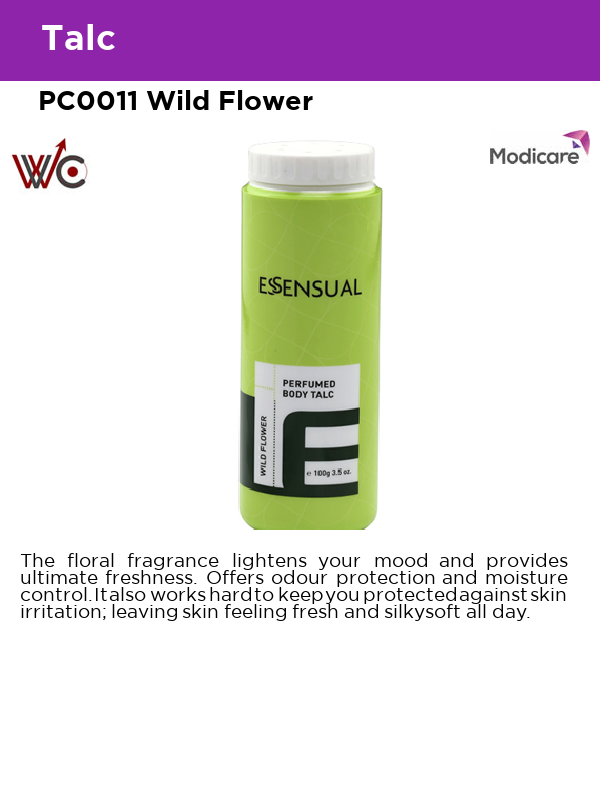 Talc
PC0011 Wild Flower
WC
Modicare
ESSENSUAL
PERFUMED
BODY TALC
WILD FLOWER
e 100g 3.5 oz.
The floral fragrance lightens your mood and provides
ultimate freshness. Offers odour protection and moisture
control. It also works hard to keep you protected against skin
irritation; leaving skin feeling fresh and silkysoft all day.